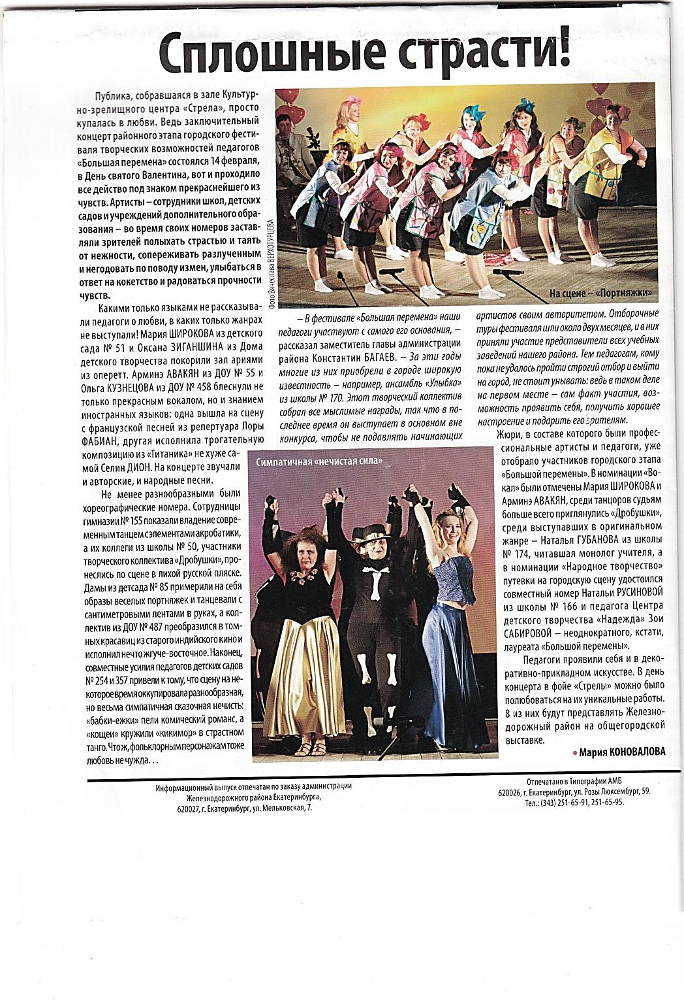 Сплошные страсти!
Публика, собравшаяся в зале Культур-
но-зрелищного центра «Стрела», просто
купалась в любви. Ведь заключительный
концерт районного этапа городского фести-
валя творческих возможностей педагогов
«Большая перемена» состоялся 14 февраля,
в День святого Валентина, вот и проходило
все действо под знаком прекраснейшего из
чувств. Артисты – сотрудники школ, детских
садов и учреждений дополнительного обра-
зования – во время своих номеров застав-
ляли зрителей полыхать страстью и таять
от нежности, сопереживать разлученным
и негодовать по поводу измен, улыбаться в
ответ на кокетство и радоваться прочности
чувств.
Какими только языками не рассказыва-
ли педагоги о любви, в каких только жанрах
не выступали! Мария ШИРОКОВА из детского
сада № 51 и Оксана ЗИГАНШИНА из Дома
детского творчества покорили зал ариями
из оперетт. Арминэ АВАКЯН из ДОУ № 55 и
Ольга КУЗНЕЦОВА из ДОУ № 458 блеснули не
только прекрасным вокалом, но и знанием
иностранных языков: одна вышла на сцену
с французской песней из репертуара Лоры
ФАБИАН, другая исполнила трогательную
композицию из «Титаника» не хуже са-
мой Селин ДИОН. На концерте звучали
и авторские, и народные песни.
Не менее разнообразными были
хореографические номера. Сотрудницы
гимназии № 155 показали владение совре-
менным танцем с элементами акробатики,
а их коллеги из школы № 50, участники
творческого коллектива «Дробушки», про-
неслись по сцене в лихой русской пляске.
Дамы из детсада № 85 примерили на себя
образы веселых портняжек и танцевали с
сантиметровыми лентами в руках, а кол-
лектив из ДОУ № 487 преобразился в том-
ных красавиц из старого индийского кино и
исполнил нечто жгуче-восточное. Наконец,
совместные усилия педагогов детских садов
№ 254 и 357 привели к тому, что сцену на не-
которое время оккупировала разнообразная,
но весьма симпатичная сказочная нечисть:
«бабки-ежки» пели комический романс, а
«кощеи» кружили «кикимор» в страстном
танго. Что ж, фольклорным персонажам тоже
любовь не чужда…
Фото Вячеслава ВЕРХОТУРЦЕВА
На сцене – «Портняжки»
– В фестивале «Большая перемена» наши
педагоги участвуют с самого его основания, –
рассказал заместитель главы администрации
района Константин БАГАЕВ. – За эти годы
многие из них приобрели в городе широкую
известность – например, ансамбль «Улыбка»
из школы № 170. Этот творческий коллектив
собрал все мыслимые награды, так что в по-
следнее время он выступает в основном вне
конкурса, чтобы не подавлять начинающих
артистов своим авторитетом. Отборочные
туры фестиваля шли около двух месяцев, и в них
приняли участие представители всех учебных
заведений нашего района. Тем педагогам, кому
пока не удалось пройти строгий отбор и выйти
на город, не стоит унывать: ведь в таком деле
на первом месте – сам факт участия, воз-
можность проявить себя, получить хорошее
настроение и подарить его зрителям.
Жюри, в составе которого были профес-
сиональные артисты и педагоги, уже
отобрало участников городского этапа
«Большой перемены». В номинации «Во-
кал» были отмечены Мария ШИРОКОВА и
Арминэ АВАКЯН, среди танцоров судьям
больше всего приглянулись «Дробушки»,
среди выступавших в оригинальном
жанре – Наталья ГУБАНОВА из школы
№ 174, читавшая монолог учителя, а
в номинации «Народное творчество»
путевки на городскую сцену удостоился
совместный номер Натальи РУСИНОВОЙ
из школы № 166 и педагога Центра
детского творчества «Надежда» Зои
САБИРОВОЙ – неоднократного, кстати,
лауреата «Большой перемены».
Педагоги проявили себя и в деко-
ративно-прикладном искусстве. В день
концерта в фойе «Стрелы» можно было
полюбоваться на их уникальные работы.
8 из них будут представлять Железно-
дорожный район на общегородской
выставке.
• Мария КОНОВАЛОВА
Симпатичная «нечистая сила»
Информационный выпуск отпечатан по заказу администрации
Железнодорожного района Екатеринбурга,
620027, г. Екатеринбург, ул. Мельковская, 7.
Отпечатано в Типографии АМБ
620026, г. Екатеринбург, ул. Розы Люксембург, 59.
Тел.: (343) 251-65-91, 251-65-95.